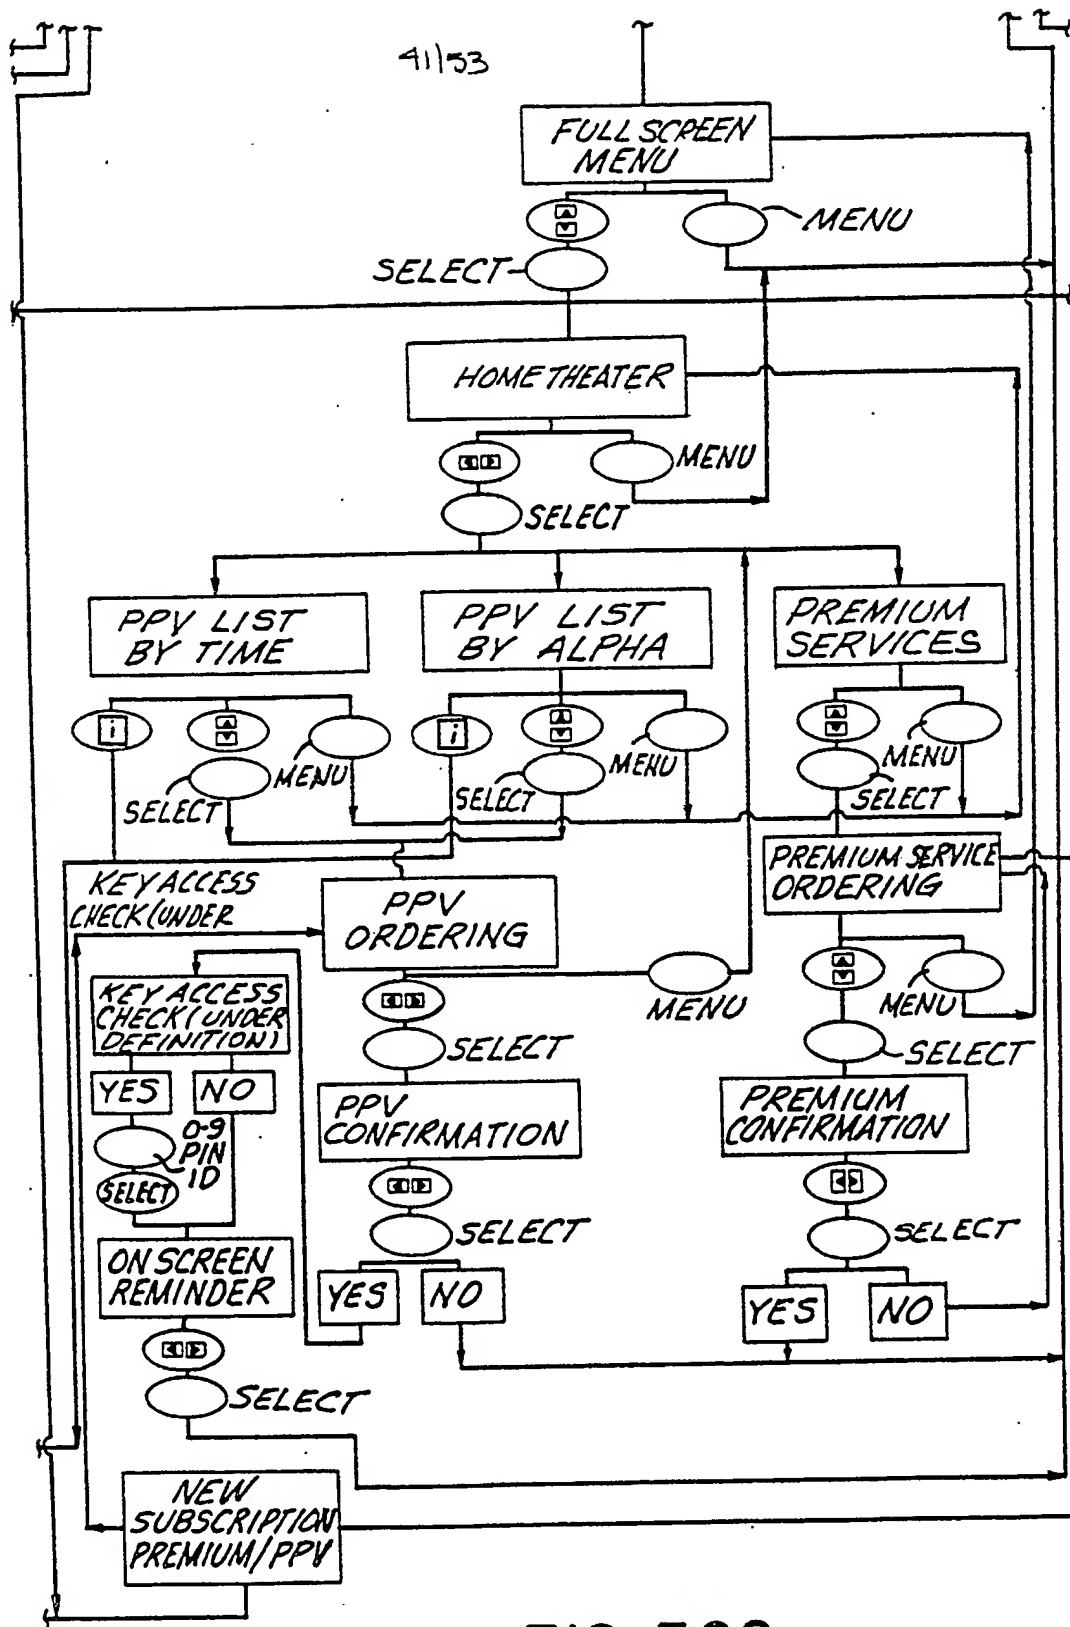 41/53
FULL SCREEN
MENU
MENU
SELECT
HOME THEATER
MENU
SELECT
PPV LIST
BY TIME
PPV LIST
BY ALPHA
PREMIUM
SERVICES
i
MENU
SELECT
i
MENU
SELECT
MENU
SELECT
KEY ACCESS
CHECK (UNDER
PPV
ORDERING
PREMIUM SERVICE
ORDERING
MENU
MENU
KEY ACCESS
CHECK (UNDER
DEFINITION)
SELECT
SELECT
YES
NO
0-9
PIN
ID
SELECT
PPV
CONFIRMATION
PREMIUM
CONFIRMATION
SELECT
SELECT
ON SCREEN
REMINDER
YES
NO
YES
NO
SELECT
NEW
SUBSCRIPTION
PREMIUM/PPV